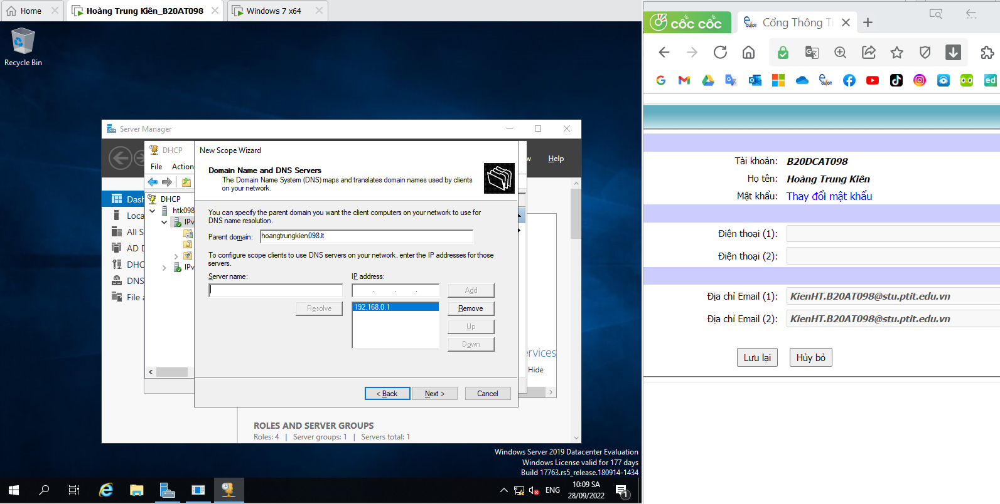 Home
Hoàng Trung Kiên_B20AT098
Windows 7 x64
Recycle Bin
Server Manager
Help
DHCP
File
Action
DHCP
htk098
IPv
IPv
Dash
Loca
All S
AD D
DHC
DNS
File a
New Scope Wizard
Domain Name and DNS Servers
The Domain Name System (DNS) maps and translates domain names used by clients
on your network.
You can specify the parent domain you want the client computers on your network to use for
DNS name resolution.
Parent domain:
hoangtrungkien098.it
To configure scope clients to use DNS servers on your network, enter the IP addresses for those
servers.
Server name:
IP address:
Add
Resolve
192.168.0.1
Remove
Up
Down
< Back
Next >
Cancel
ervices
Hide
ROLES AND SERVER GROUPS
Roles: 4 | Server groups: 1 | Servers total: 1
Windows Server 2019 Datacenter Evaluation
Windows License valid for 177 days
Build 17763.rs5_release.180914-1434
ENG
10:09 SA
28/09/2022
1
cốc cốc
Cổng Thông Ti
Tài khoản: B20DCAT098
Họ tên: Hoàng Trung Kiên
Mật khẩu: Thay đổi mật khẩu
Điện thoại (1):
Điện thoại (2):
Địa chỉ Email (1): KienHT.B20AT098@stu.ptit.edu.vn
Địa chỉ Email (2): KienHT.B20AT098@stu.ptit.edu.vn
Lưu lại
Hủy bỏ